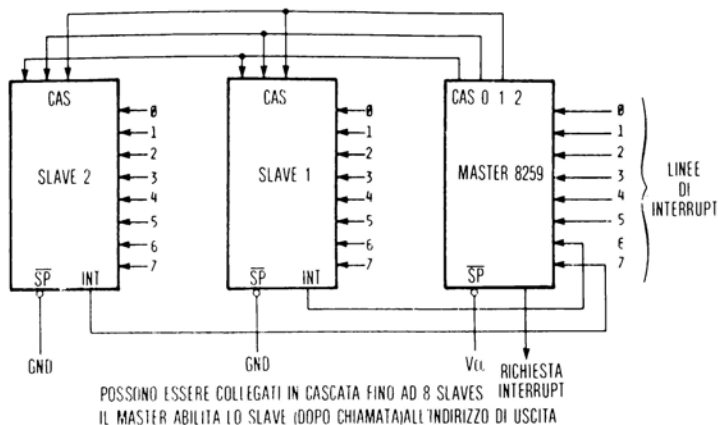 CAS
CAS
CAS 0 1 2
0
1
2
3
4
5
6
7
SLAVE 2
0
1
2
3
4
5
6
7
SLAVE 1
0
1
2
3
4
5
6
7
MASTER 8259
LINEE
DI
INTERRUPT
SP INT
SP INT
SP
GND
GND
RICHIESTA
INTERRUPT
POSSONO ESSERE COLLEGATI IN CASCATA FINO AD 8 SLAVES
IL MASTER ABILITA LO SLAVE (DOPO CHIAMATA) ALL'INDIRIZZO DI USCITA